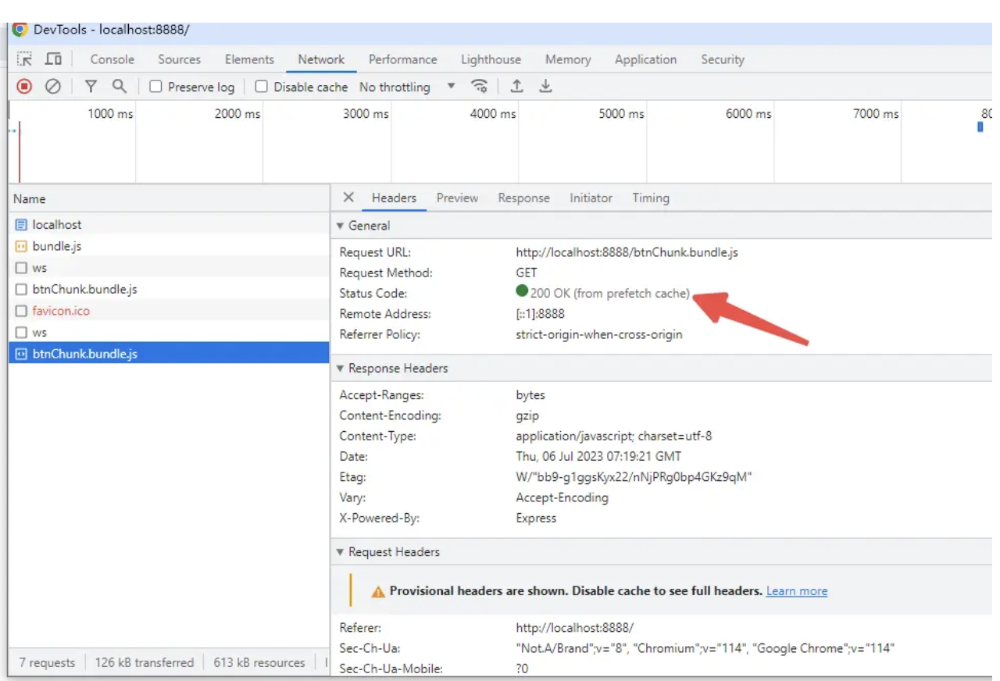 DevTools - localhost:8888/
Console Sources Elements Network Performance Lighthouse Memory Application Security
Preserve log Disable cache No throttling
1000 ms 2000 ms 3000 ms 4000 ms 5000 ms 6000 ms 7000 ms 80
Name
localhost
bundle.js
ws
btnChunk.bundle.js
favicon.ico
ws
btnChunk.bundle.js
7 requests 126 kB transferred 613 kB resources
Headers Preview Response Initiator Timing
General
Request URL: http://localhost:8888/btnChunk.bundle.js
Request Method: GET
Status Code: 200 OK (from prefetch cache)
Remote Address: [::1]:8888
Referrer Policy: strict-origin-when-cross-origin
Response Headers
Accept-Ranges: bytes
Content-Encoding: gzip
Content-Type: application/javascript; charset=utf-8
Date: Thu, 06 Jul 2023 07:19:21 GMT
Etag: W/"bb9-g1ggsKyx22/nNjPRg0bp4GKz9qM"
Vary: Accept-Encoding
X-Powered-By: Express
Request Headers
Provisional headers are shown. Disable cache to see full headers. Learn more
Referer: http://localhost:8888/
Sec-Ch-Ua: "Not.A/Brand";v="8", "Chromium";v="114", "Google Chrome";v="114"
Sec-Ch-Ua-Mobile: ?0